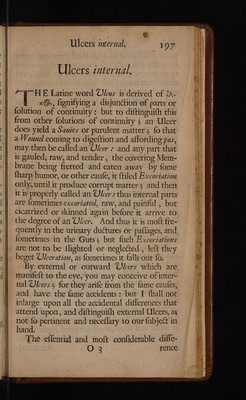 Ulcers internal. 197
Ulcers internal.
THE Latine word Ulcus is derived of
, signifying a disjunction of parts or
solution of continuity: but to distinguish this
from other solutions of continuity; an Ulcer
does yield a Sanies or purulent matter; so that
a Wound coming to digestion and affording pus,
may then be called an Ulcer: and any part that
is gauled, raw, and tender, the covering Mem-
brane being fretted and eaten away by some
sharp humor, or other cause, it stiled Excoriation
only, until it produce corrupt matter; and then
it is properly called an Ulcer: thus internal parts
are sometimes excoriated, raw, and painful, but
cicatrized or skinned again before it arrive to
the degree of an Ulcer. And thus it is most fre-
quently in the urinary ductures or passages, and
sometimes in the Guts; but such Excoriations
are not to be slighted or neglected, lest they
beget Ulceration, as sometimes it falls out so.
By external or outward Ulcers which are
manifest to the eye, you may conceive of inter-
nal Ulcers; for they arise from the same causes,
and have the same accidents: but I shall not
inlarge upon all the accidental differences that
attend upon, and distinguish external Ulcers, as
not so pertinent and necessary to our subject in
hand.
The essential and most considerable diffe-
O 3 rence